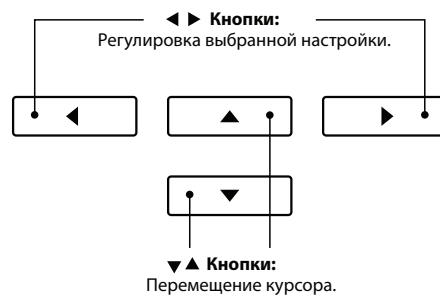 ◀ ▶ Кнопки:
Регулировка выбранной настройки.
▼▲ Кнопки:
Перемещение курсора.